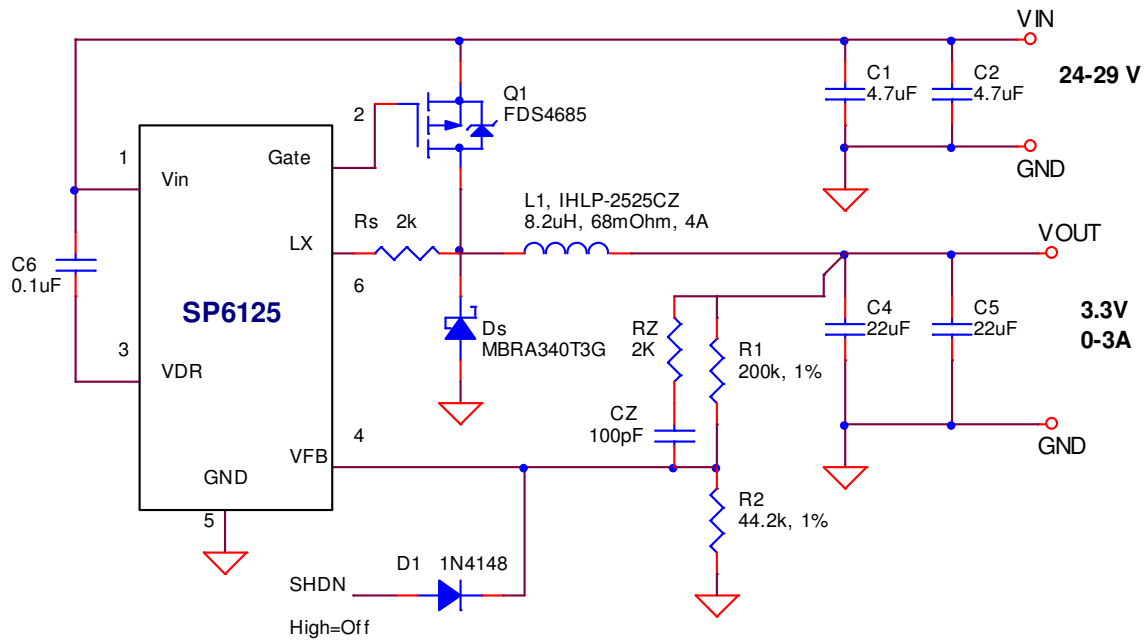 VIN
24-29 V
C1
4.7uF
C2
4.7uF
GND
Q1
FDS4685
2
1
Gate
Vin
L1, IHLP-2525CZ
8.2uH, 68mOhm, 4A
Rs 2k
LX
6
VOUT
C6
0.1uF
SP6125
Ds
MBRA340T3G
RZ
2K
R1
200k, 1%
C4
22uF
C5
22uF
3.3V
0-3A
3
VDR
CZ
100pF
4
VFB
GND
GND
5
R2
44.2k, 1%
D1 1N4148
SHDN
High=Off